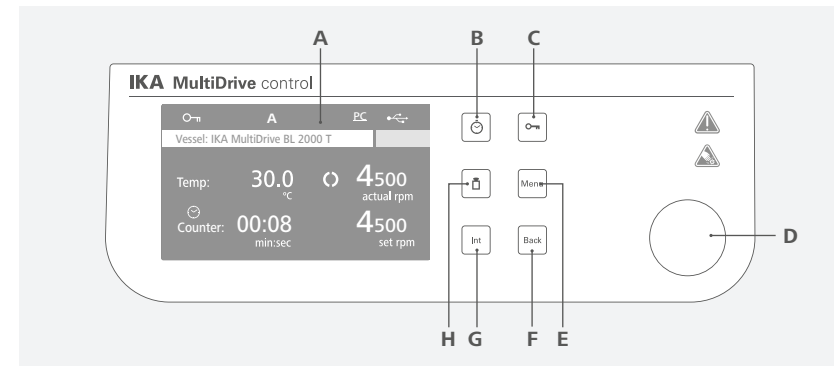 A B C
IKA MultiDrive control
A PC
Vessel: IKA MultiDrive BL 2000 T
Temp: 30.0 °C 4500 actual rpm
Counter: 00:08 min:sec 4500 set rpm
Menu
D
Int Back
H G F E